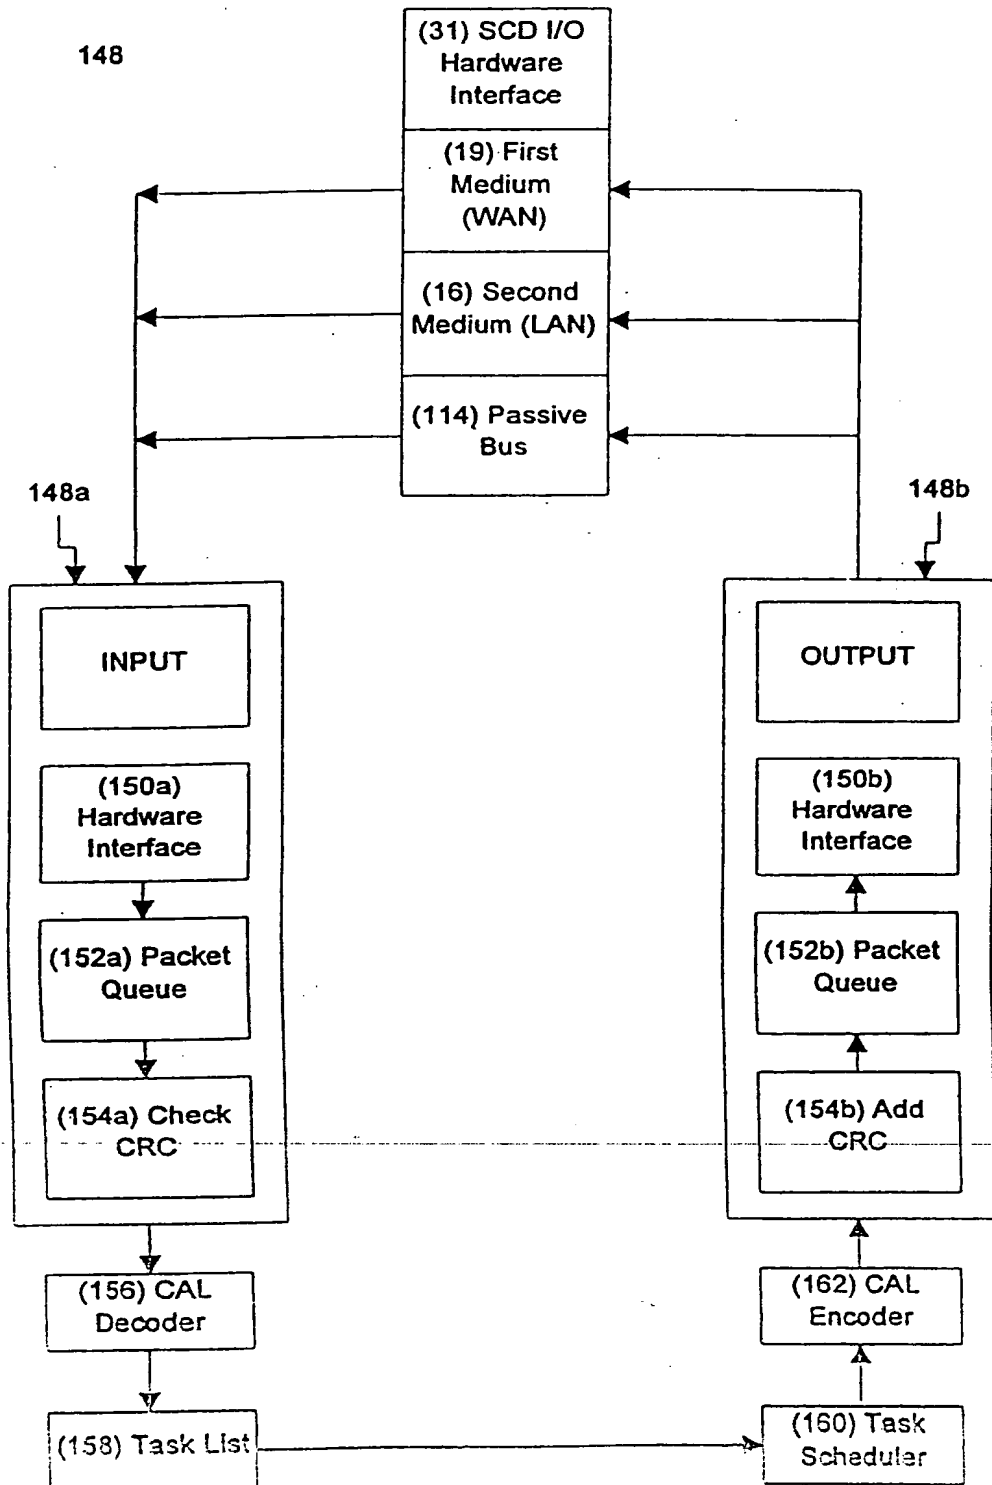 148
(31) SCD I/O
Hardware
Interface
(19) First
Medium
(WAN)
(16) Second
Medium (LAN)
(114) Passive
Bus
148a
148b
INPUT
(150a)
Hardware
Interface
(152a) Packet
Queue
(154a) Check
CRC
(156) CAL
Decoder
(158) Task List
OUTPUT
(150b)
Hardware
Interface
(152b) Packet
Queue
(154b) Add
CRC
(162) CAL
Encoder
(160) Task
Scheduler